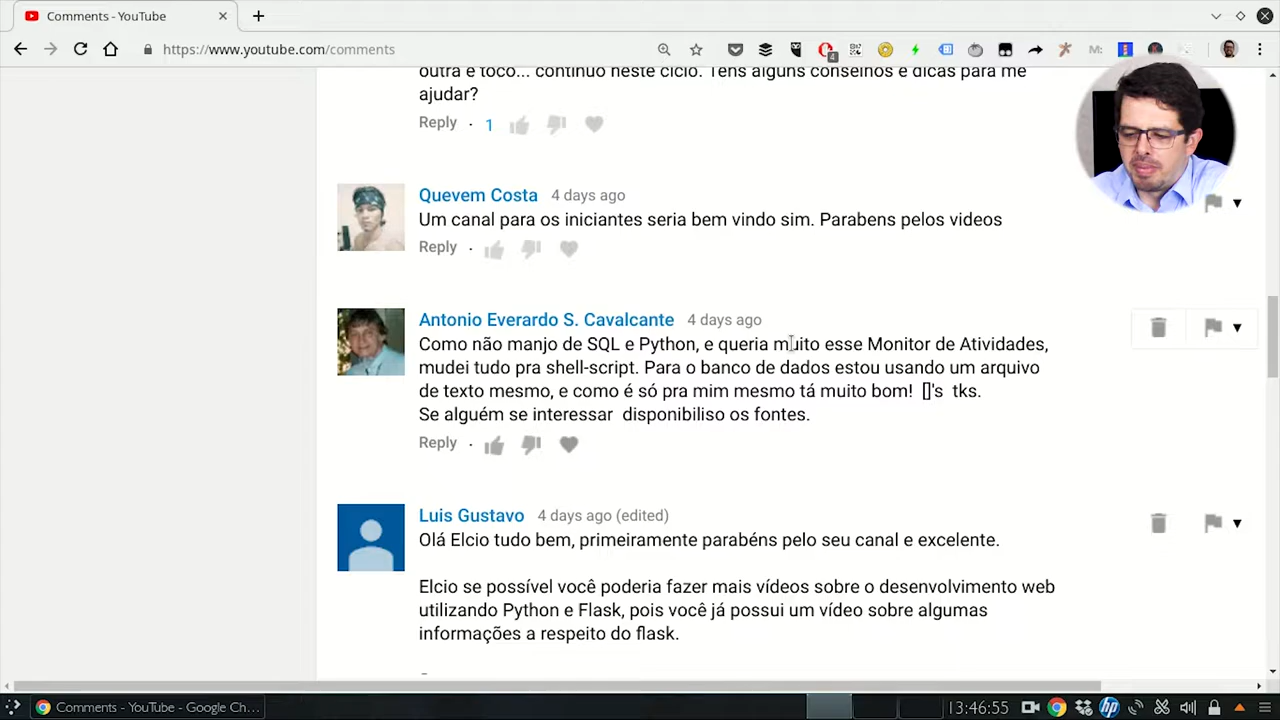 Comments - YouTube
https://www.youtube.com/comments
4
M:
outra e toco... continuo neste ciclo. Tens alguns conselhos e dicas para me
ajudar?
Reply · 1
Quevem Costa 4 days ago
Um canal para os iniciantes seria bem vindo sim. Parabens pelos videos
Reply ·
Antonio Everardo S. Cavalcante 4 days ago
Como não manjo de SQL e Python, e queria muito esse Monitor de Atividades,
mudei tudo pra shell-script. Para o banco de dados estou usando um arquivo
de texto mesmo, e como é só pra mim mesmo tá muito bom! []'s tks.
Se alguém se interessar disponibiliso os fontes.
Reply ·
Luis Gustavo 4 days ago (edited)
Olá Elcio tudo bem, primeiramente parabéns pelo seu canal e excelente.
Elcio se possível você poderia fazer mais vídeos sobre o desenvolvimento web
utilizando Python e Flask, pois você já possui um vídeo sobre algumas
informações a respeito do flask.
Comments - YouTube - Google Ch...
13:46:55
hp